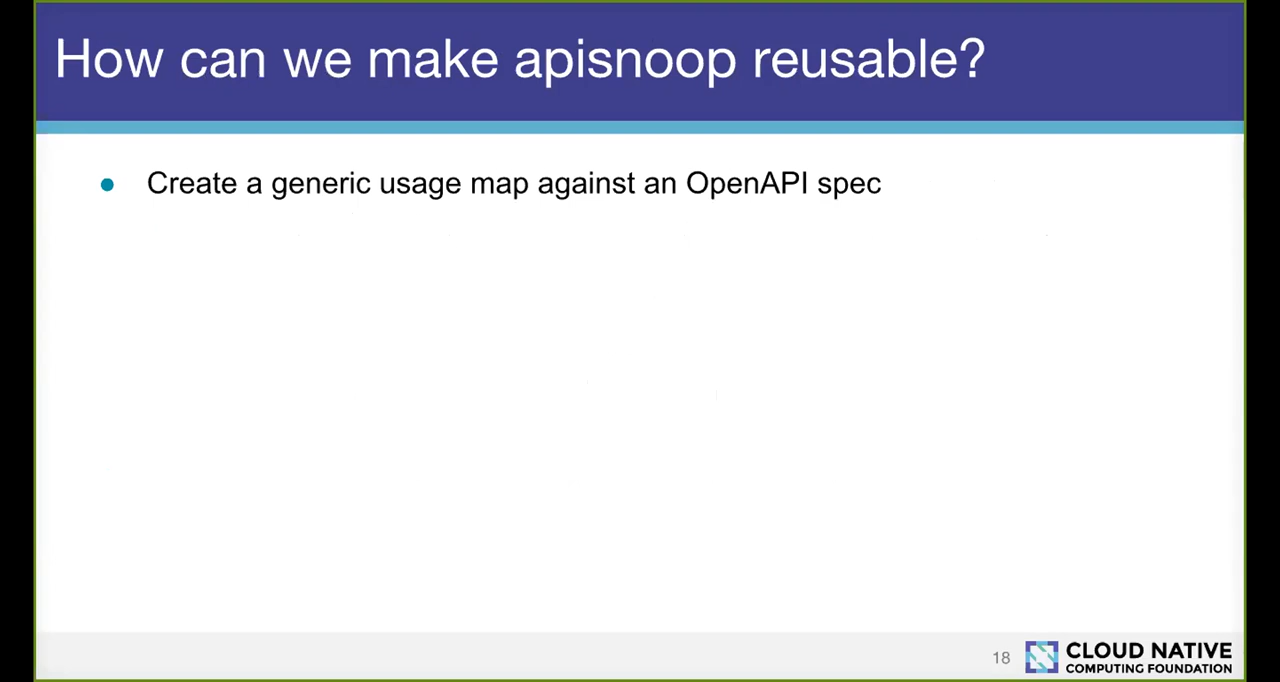 How can we make apisnoop reusable?
● Create a generic usage map against an OpenAPI spec
18
CLOUD NATIVE
COMPUTING FOUNDATION